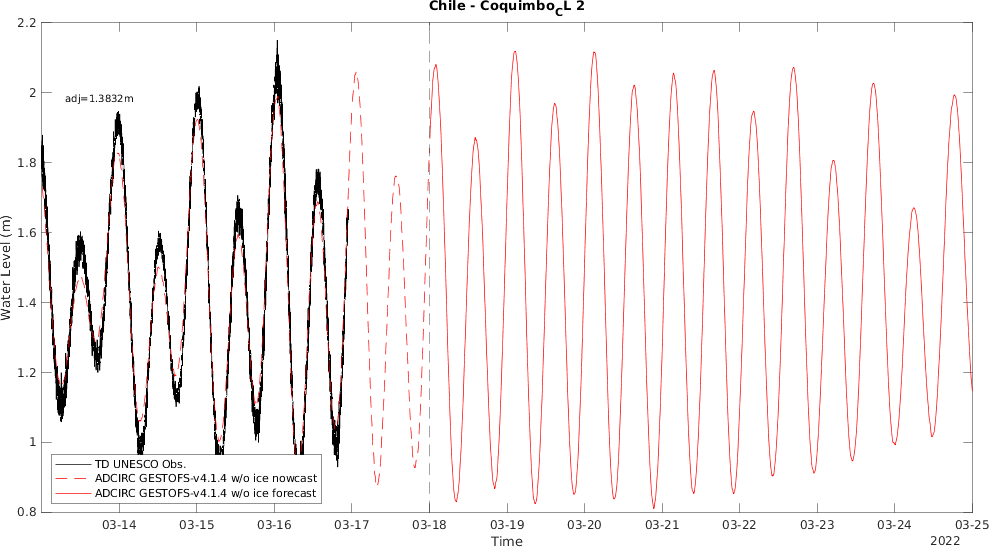 Chile - Coquimbo_CL 2
2.2
2
1.8
1.6
1.4
1.2
1
0.8
Water Level (m)
adj=1.3832m
TD UNESCO Obs.
ADCIRC GESTOFS-v4.1.4 w/o ice nowcast
ADCIRC GESTOFS-v4.1.4 w/o ice forecast
03-14 03-15 03-16 03-17 03-18 03-19 03-20 03-21 03-22 03-23 03-24 03-25
Time
2022